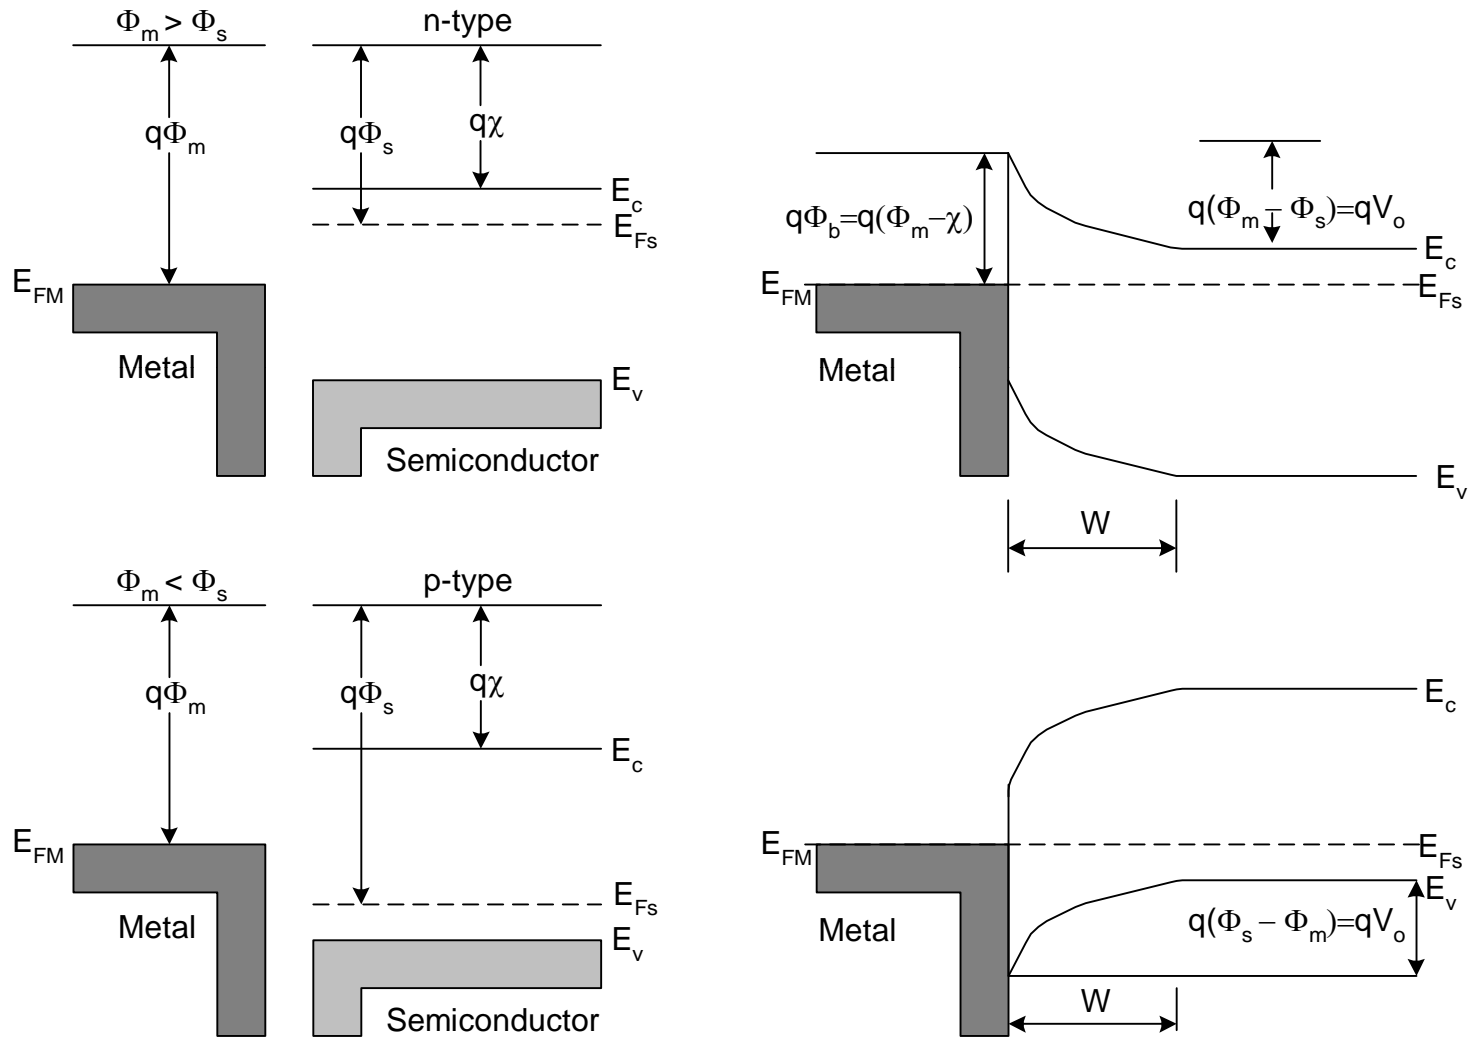 Φm > Φs
n-type
qΦm
qΦs
qχ
Ec
EFs
EFM
Metal
Ev
Semiconductor
qΦb=q(Φm−χ)
q(Φm − Φs)=qVo
Ec
EFM
EFs
Metal
Ev
W
Φm < Φs
p-type
qΦm
qΦs
qχ
Ec
EFM
EFs
Metal
Ev
Semiconductor
Ec
EFM
EFs
Ev
Metal
q(Φs − Φm)=qVo
W